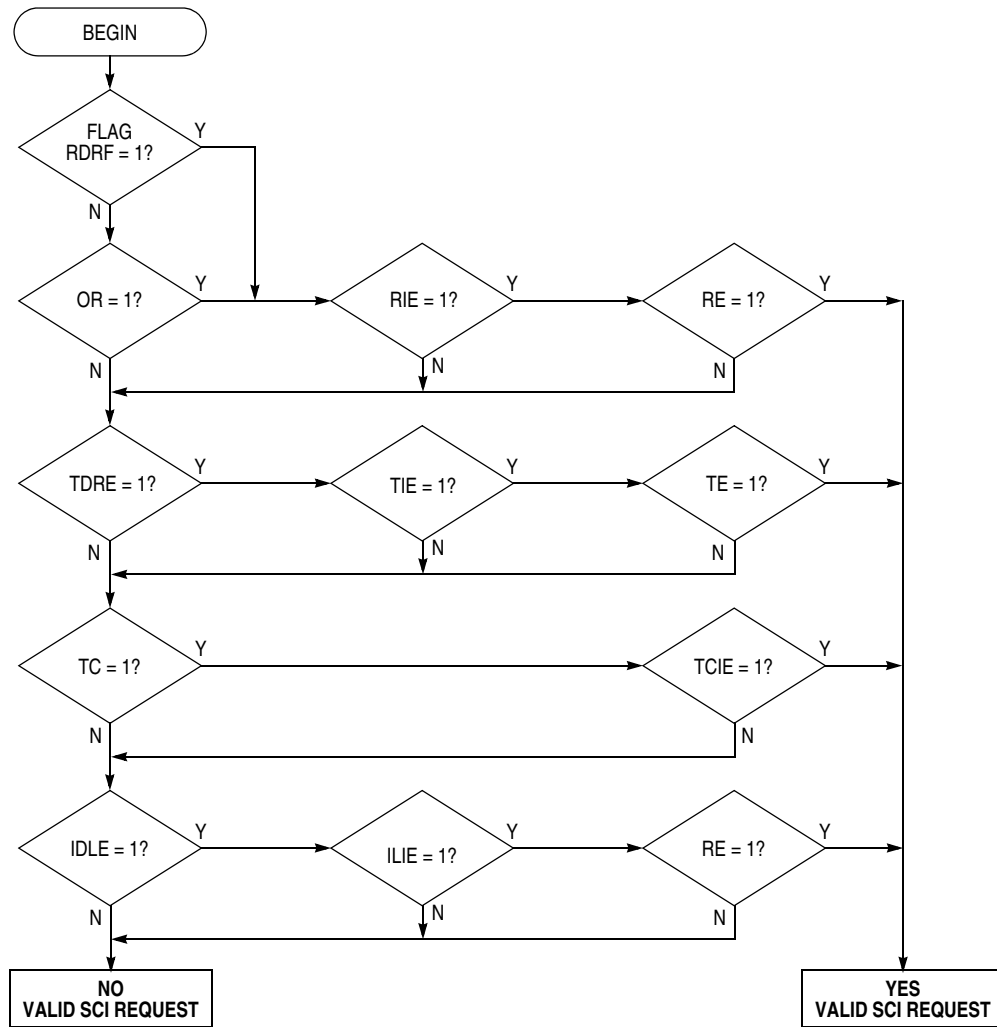 BEGIN
FLAG
RDRF = 1?
Y
N
OR = 1?
Y
RIE = 1?
Y
RE = 1?
Y
N
N
N
TDRE = 1?
Y
TIE = 1?
Y
TE = 1?
Y
N
N
N
TC = 1?
Y
TCIE = 1?
Y
N
N
IDLE = 1?
Y
ILIE = 1?
Y
RE = 1?
Y
N
N
N
NO
VALID SCI REQUEST
YES
VALID SCI REQUEST